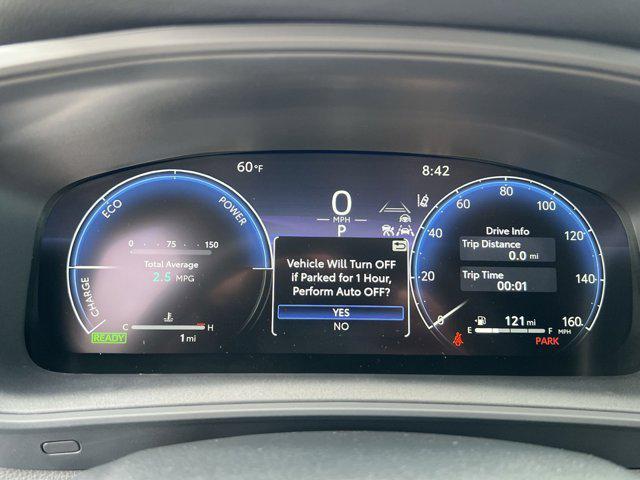 60°F
8:42
0
MPH
P
ECO
POWER
CHARGE
0 75 150
Total Average
2.5 MPG
C H
READY
1 mi
Vehicle Will Turn OFF
if Parked for 1 Hour,
Perform Auto OFF?
YES
NO
0 20 40 60 80 100 120 140 160
MPH
Drive Info
Trip Distance
0.0 mi
Trip Time
00:01
121 mi
E F
PARK